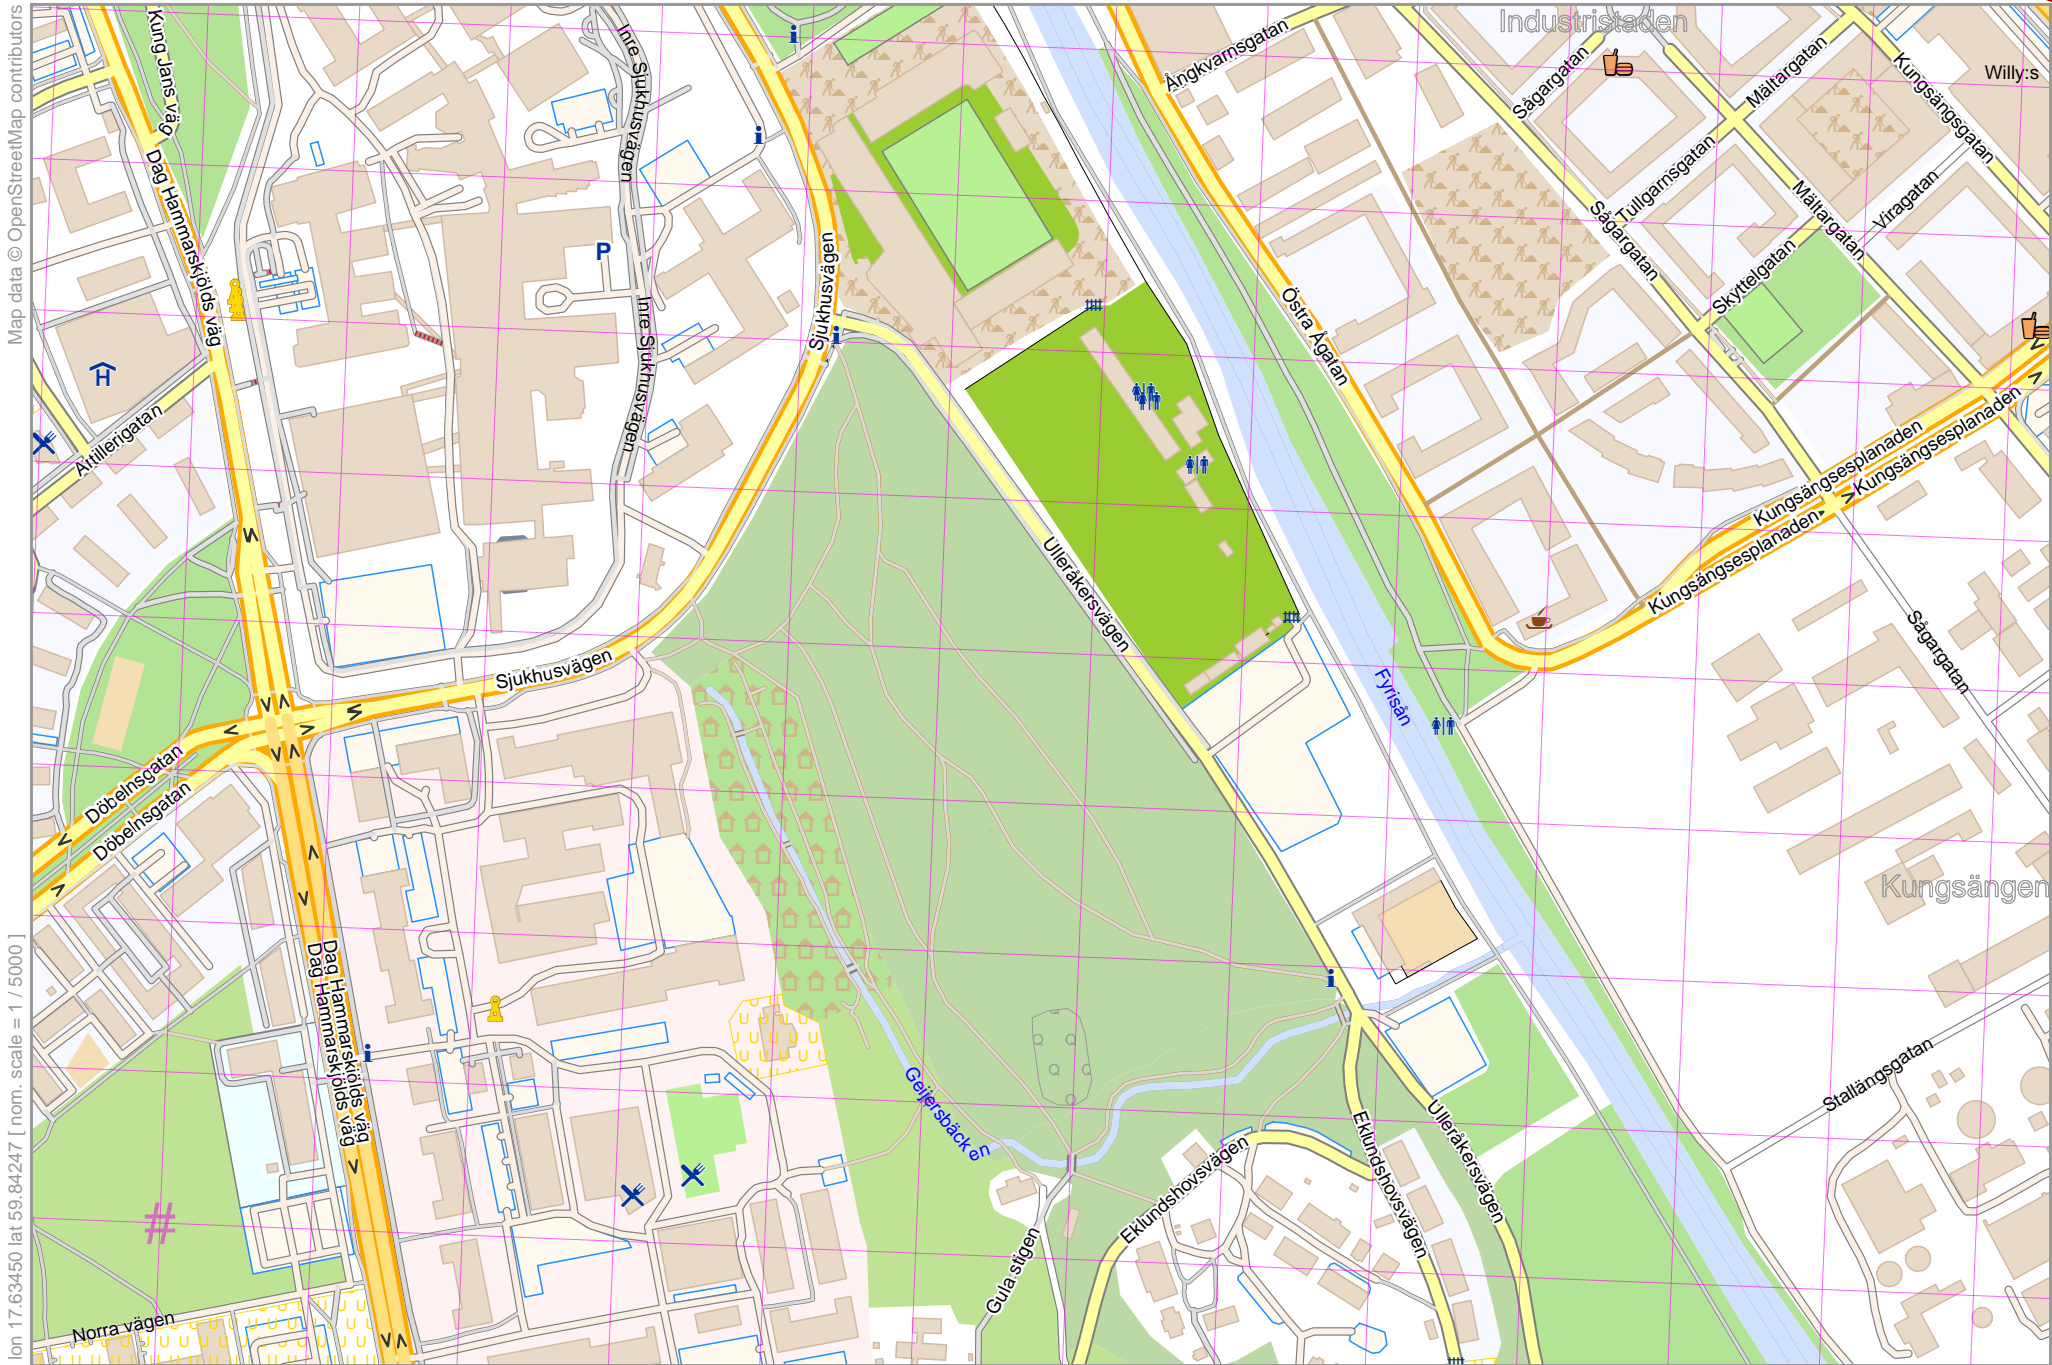 Map data © OpenStreetMap contributors
lon 17.63450 lat 59.84247 [ nom. scale = 1 / 5000 ]
Industristaden
Willy:s
Kung Jans väg
Inre Sjukhusvägen
Ångkvarnsgatan
Sågargatan
Mältargatan
Kungsängsgatan
Dag Hammarskjölds väg
Tullgarnsgatan
Mältargatan
Viragatan
Sågargatan
Skyttelgatan
P
Sjukhusvägen
Inre Sjukhusvägen
Östra Ågatan
H
Artillerigatan
Kungsängsesplanaden
Kungsängsesplanaden
Kungsängsesplanaden
Ulleråkersvägen
Sågargatan
Sjukhusvägen
Fyrisån
Döbelnsgatan
Döbelnsgatan
Kungsängen
Dag Hammarskjölds väg
Dag Hammarskjölds väg
Geijersbäcken
Stallängsgatan
Eklundshovsvägen
Eklundshovsvägen
Ulleråkersvägen
#
Gula stigen
Norra vägen